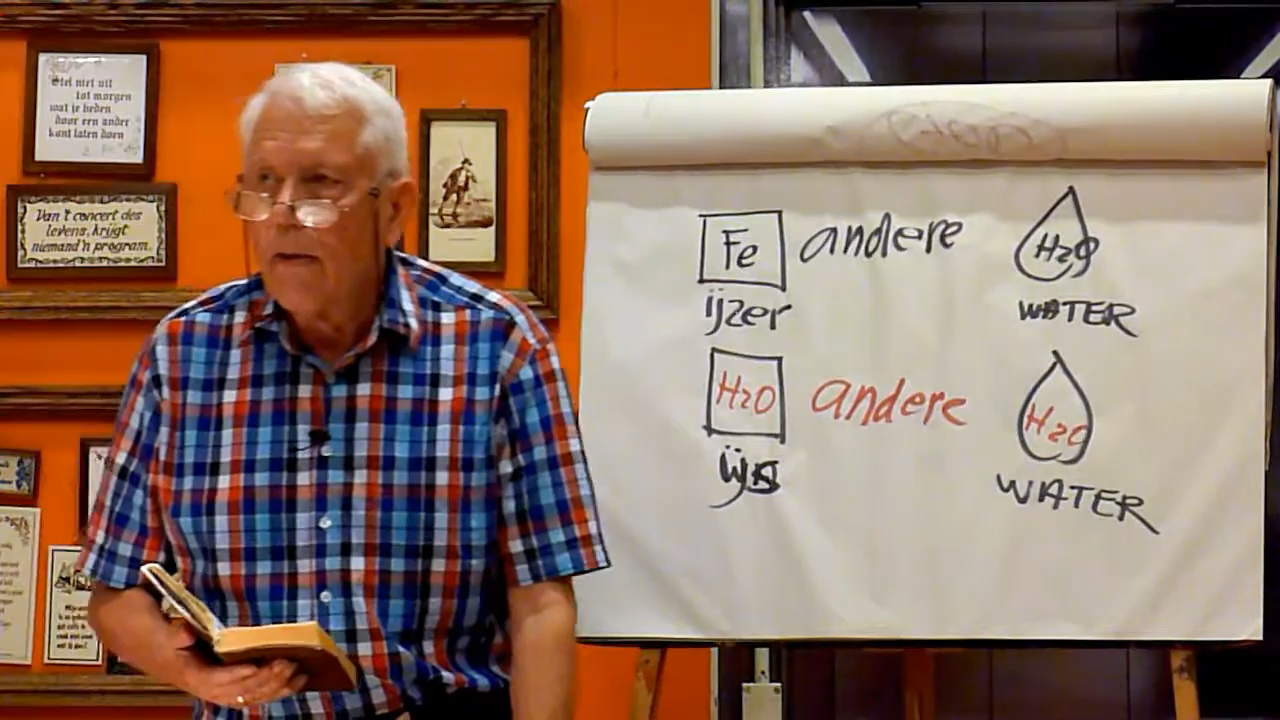 Stel niet uit
tot morgen
wat je heden
door een ander
kunt laten doen
Van 't concert des
levens, krijgt
niemand 'n program.
Fe andere H2O
ijzer WATER
H2O andere H2O
ijs WATER